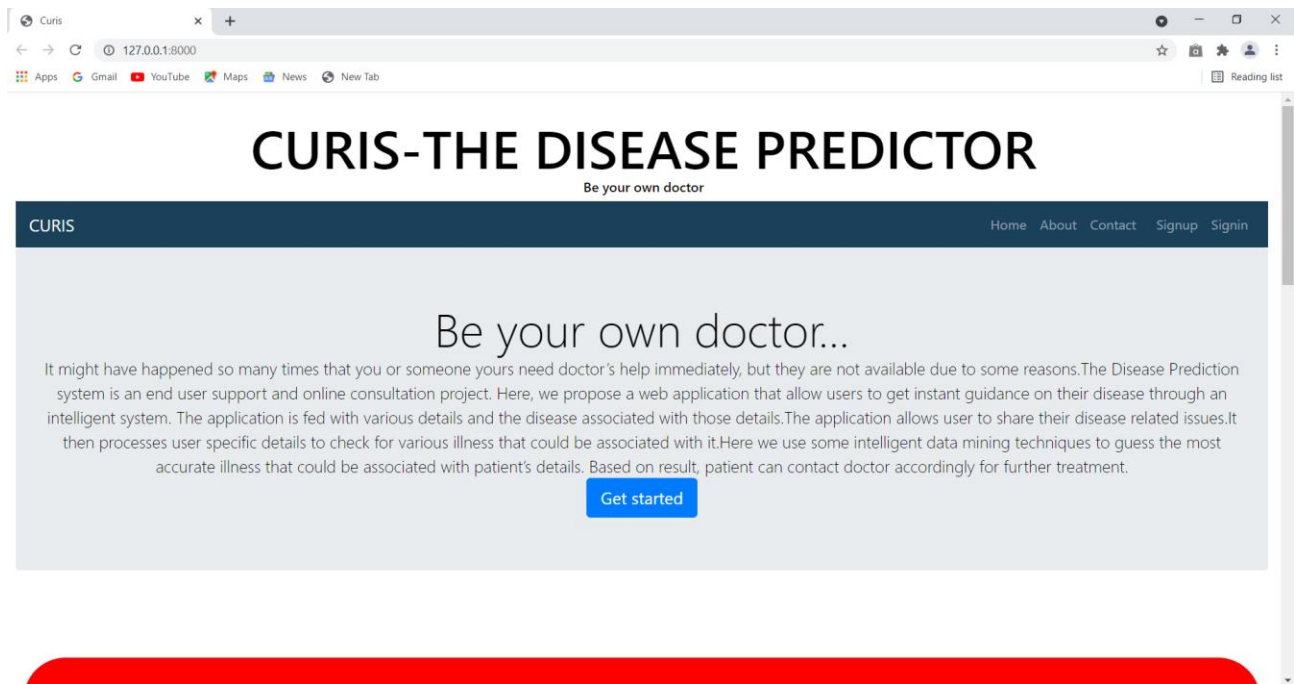 Curis
127.0.0.1:8000
Apps Gmail YouTube Maps News New Tab Reading list
CURIS-THE DISEASE PREDICTOR
Be your own doctor
CURIS Home About Contact Signup Signin
Be your own doctor...
It might have happened so many times that you or someone yours need doctor's help immediately, but they are not available due to some reasons.The Disease Prediction
system is an end user support and online consultation project. Here, we propose a web application that allow users to get instant guidance on their disease through an
intelligent system. The application is fed with various details and the disease associated with those details.The application allows user to share their disease related issues.It
then processes user specific details to check for various illness that could be associated with it.Here we use some intelligent data mining techniques to guess the most
accurate illness that could be associated with patient's details. Based on result, patient can contact doctor accordingly for further treatment.
Get started